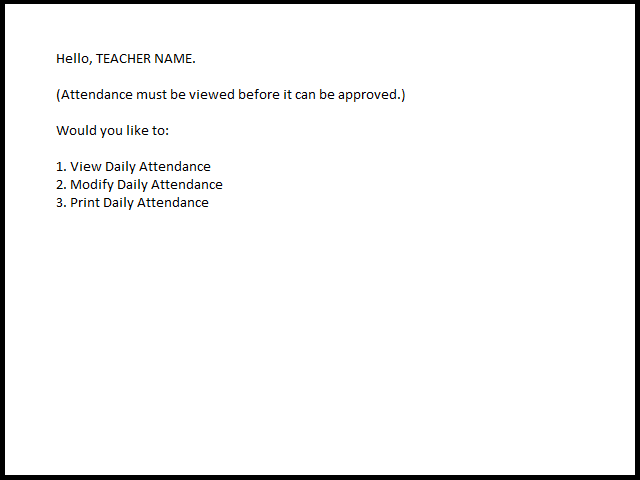 Hello, TEACHER NAME.
(Attendance must be viewed before it can be approved.)
Would you like to:
1. View Daily Attendance
2. Modify Daily Attendance
3. Print Daily Attendance